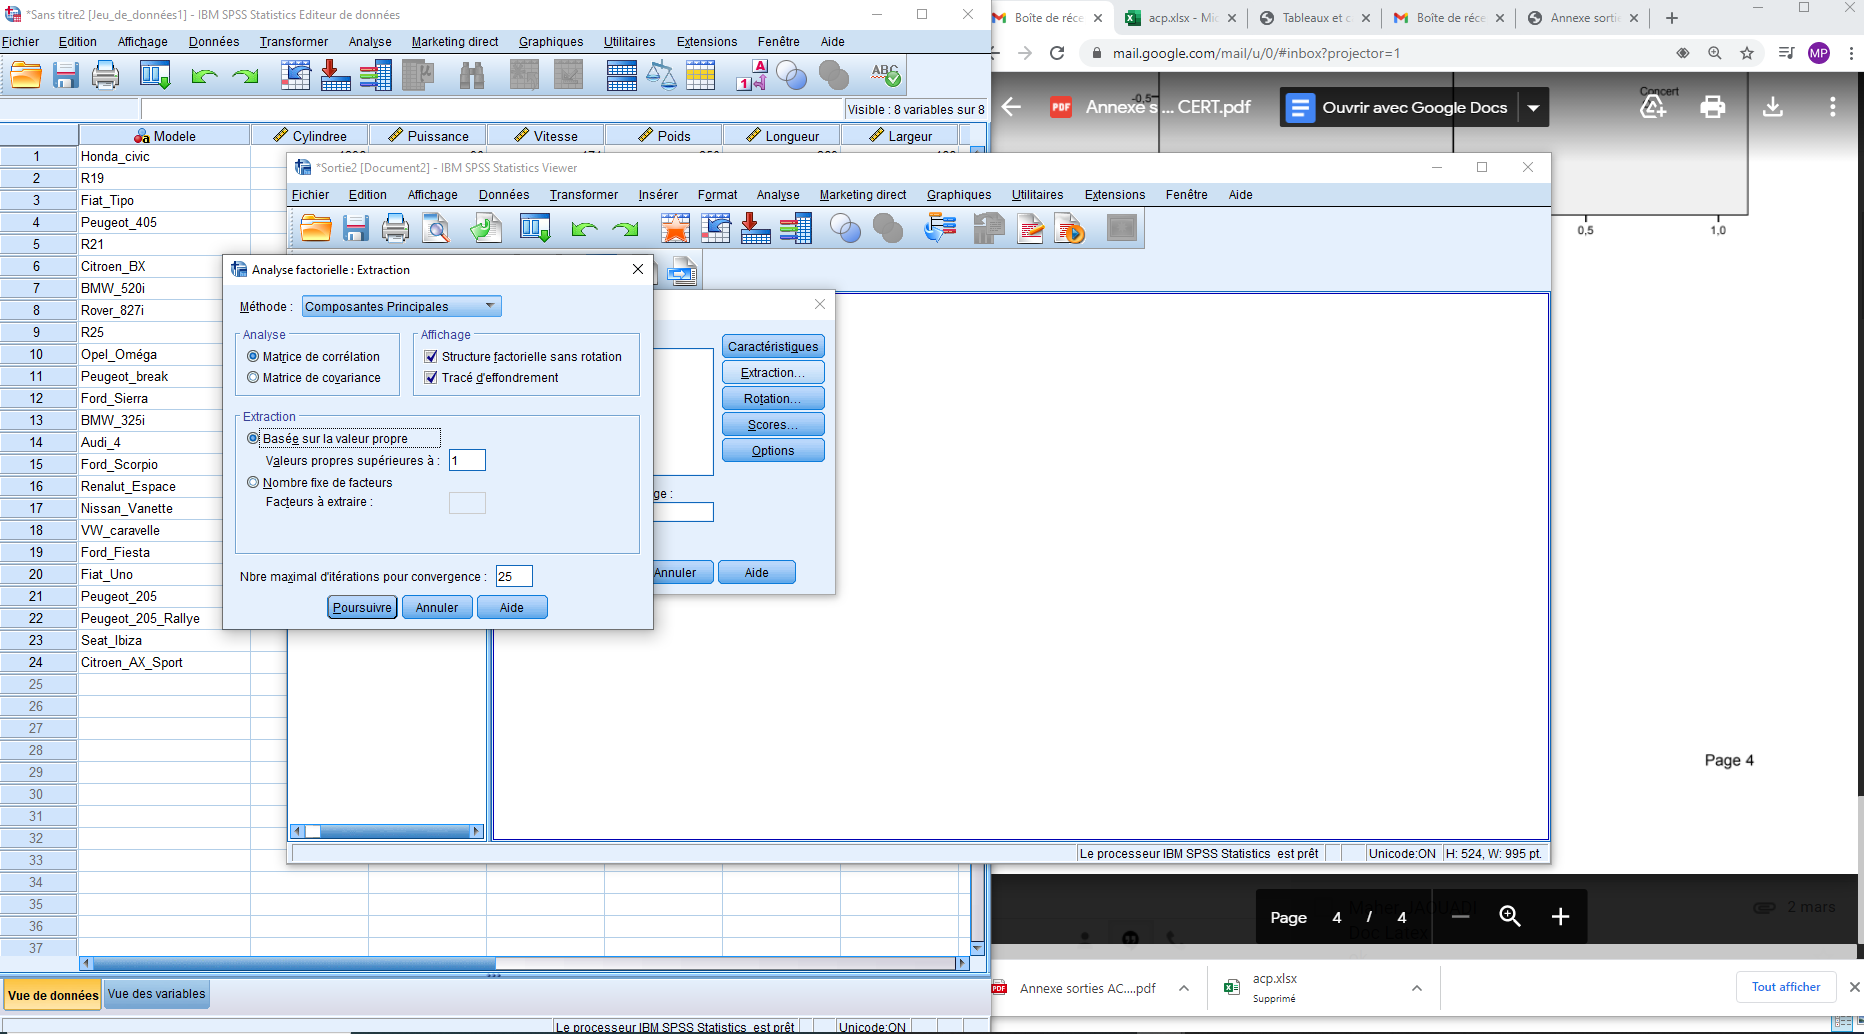 *Sans titre2 [Jeu_de_données1] - IBM SPSS Statistics Editeur de données
Fichier Edition Affichage Données Transformer Analyse Marketing direct Graphiques Utilitaires Extensions Fenêtre Aide
Visible : 8 variables sur 8
Modele Cylindree Puissance Vitesse Poids Longueur Largeur
1 Honda_civic
2 R19
3 Fiat_Tipo
4 Peugeot_405
5 R21
6 Citroen_BX
7 BMW_520i
8 Rover_827i
9 R25
10 Opel_Oméga
11 Peugeot_break
12 Ford_Sierra
13 BMW_325i
14 Audi_4
15 Ford_Scorpio
16 Renalut_Espace
17 Nissan_Vanette
18 VW_caravelle
19 Ford_Fiesta
20 Fiat_Uno
21 Peugeot_205
22 Peugeot_205_Rallye
23 Seat_Ibiza
24 Citroen_AX_Sport
25
26
27
28
29
30
31
32
33
34
35
36
37
Vue de données Vue des variables
Le processeur IBM SPSS Statistics est prêt Unicode:ON
*Sortie2 [Document2] - IBM SPSS Statistics Viewer
Fichier Edition Affichage Données Transformer Insérer Format Analyse Marketing direct Graphiques Utilitaires Extensions Fenêtre Aide
Le processeur IBM SPSS Statistics est prêt Unicode:ON H: 524, W: 995 pt.
Analyse factorielle : Extraction
Méthode : Composantes Principales
Analyse
Matrice de corrélation
Matrice de covariance
Affichage
Structure factorielle sans rotation
Tracé d'effondrement
Extraction
Basée sur la valeur propre
Valeurs propres supérieures à : 1
Nombre fixe de facteurs
Facteurs à extraire :
Nbre maximal d'itérations pour convergence : 25
Poursuivre Annuler Aide
Caractéristiques
Extraction...
Rotation...
Scores...
Options
ge :
Annuler Aide
Boîte de réce acp.xlsx - Mic Tableaux et c Boîte de réce Annexe sortie
mail.google.com/mail/u/0/#inbox?projector=1
MP
-0,5
Concert
PDF Annexe s ... CERT.pdf
Ouvrir avec Google Docs
0,5 1,0
Page 4
Page 4 / 4
2 mars
Annexe sorties AC....pdf
acp.xlsx
Supprimé
Tout afficher